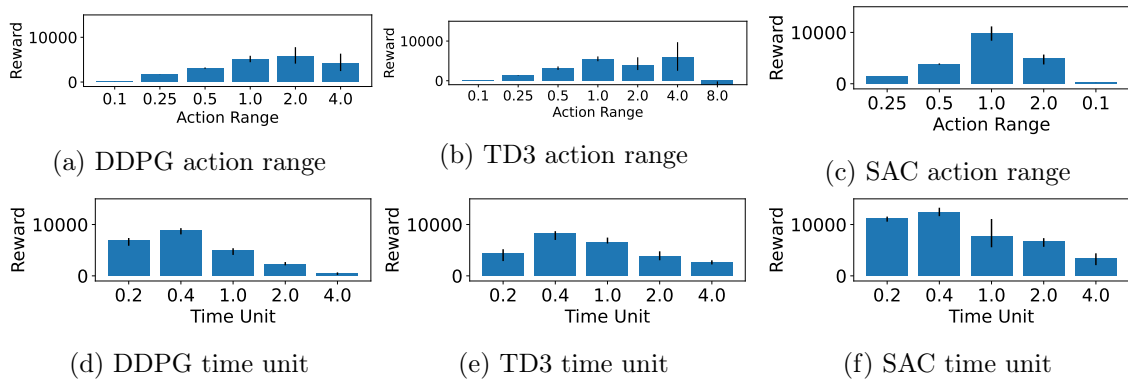 Reward
10000
0
0.1 0.25 0.5 1.0 2.0 4.0
Action Range
(a) DDPG action range
Reward
10000
0
0.1 0.25 0.5 1.0 2.0 4.0 8.0
Action Range
(b) TD3 action range
Reward
10000
0
0.25 0.5 1.0 2.0 0.1
Action Range
(c) SAC action range
Reward
10000
0
0.2 0.4 1.0 2.0 4.0
Time Unit
(d) DDPG time unit
Reward
10000
0
0.2 0.4 1.0 2.0 4.0
Time Unit
(e) TD3 time unit
Reward
10000
0
0.2 0.4 1.0 2.0 4.0
Time Unit
(f) SAC time unit